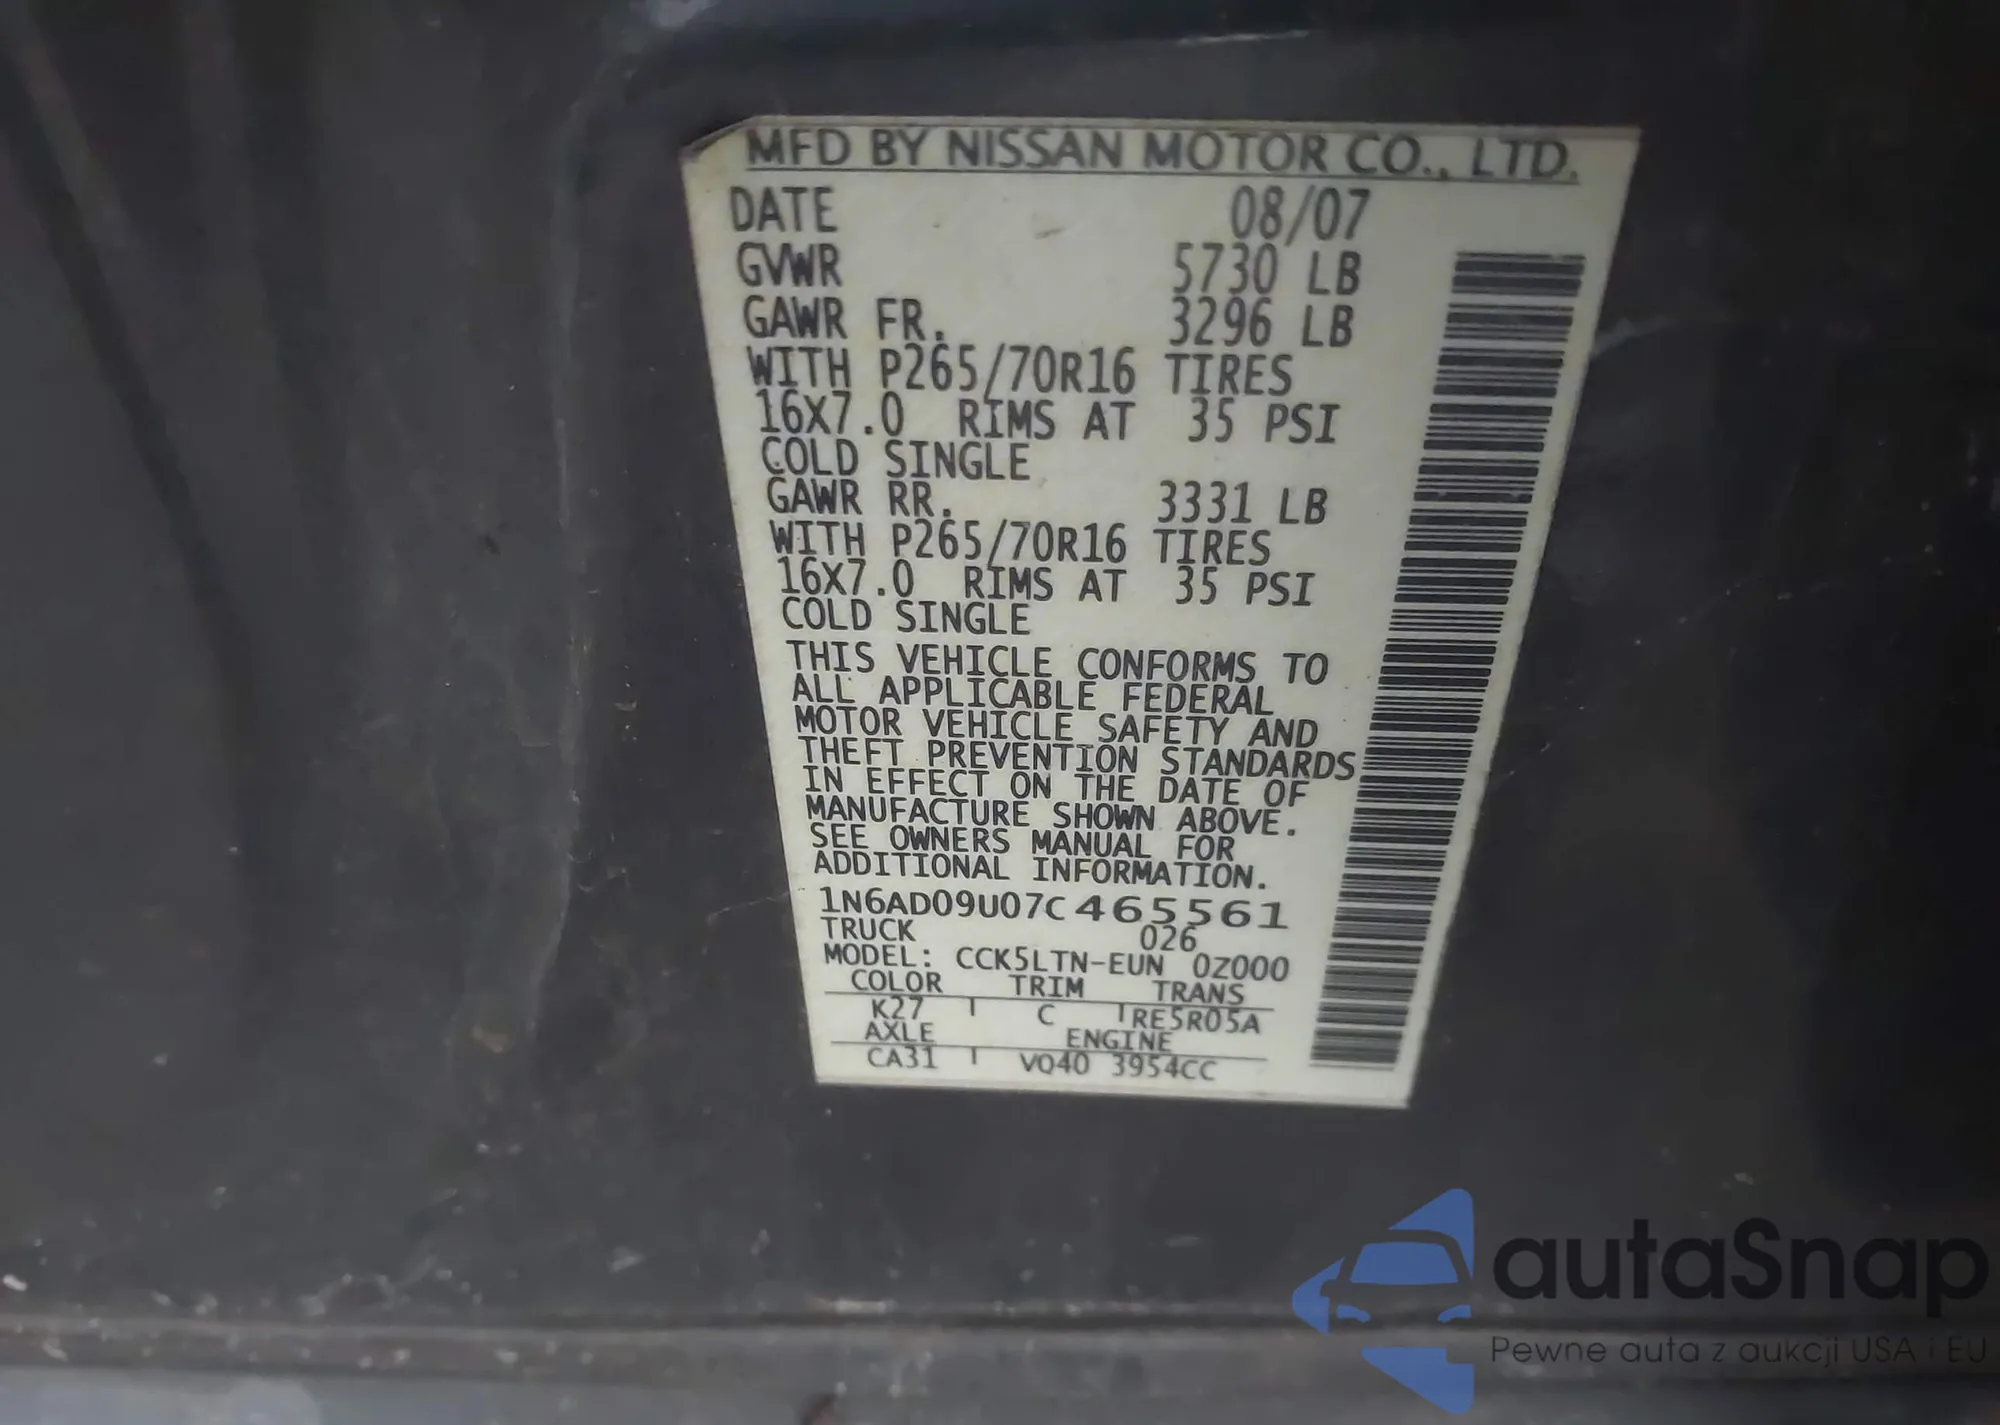 MFD BY NISSAN MOTOR CO., LTD.
DATE 08/07
GVWR 5730 LB
GAWR FR. 3296 LB
WITH P265/70R16 TIRES
16X7.0 RIMS AT 35 PSI
COLD SINGLE
GAWR RR. 3331 LB
WITH P265/70R16 TIRES
16X7.0 RIMS AT 35 PSI
COLD SINGLE
THIS VEHICLE CONFORMS TO
ALL APPLICABLE FEDERAL
MOTOR VEHICLE SAFETY AND
THEFT PREVENTION STANDARDS
IN EFFECT ON THE DATE OF
MANUFACTURE SHOWN ABOVE.
SEE OWNERS MANUAL FOR
ADDITIONAL INFORMATION.
1N6AD09U07C465561
TRUCK 026
MODEL: CCK5LTN-EUN 0Z000
COLOR TRIM TRANS
K27 C RE5R05A
AXLE ENGINE
CA31 VQ40 3954CC
autaSnap
Pewne auta z aukcji USA i EU